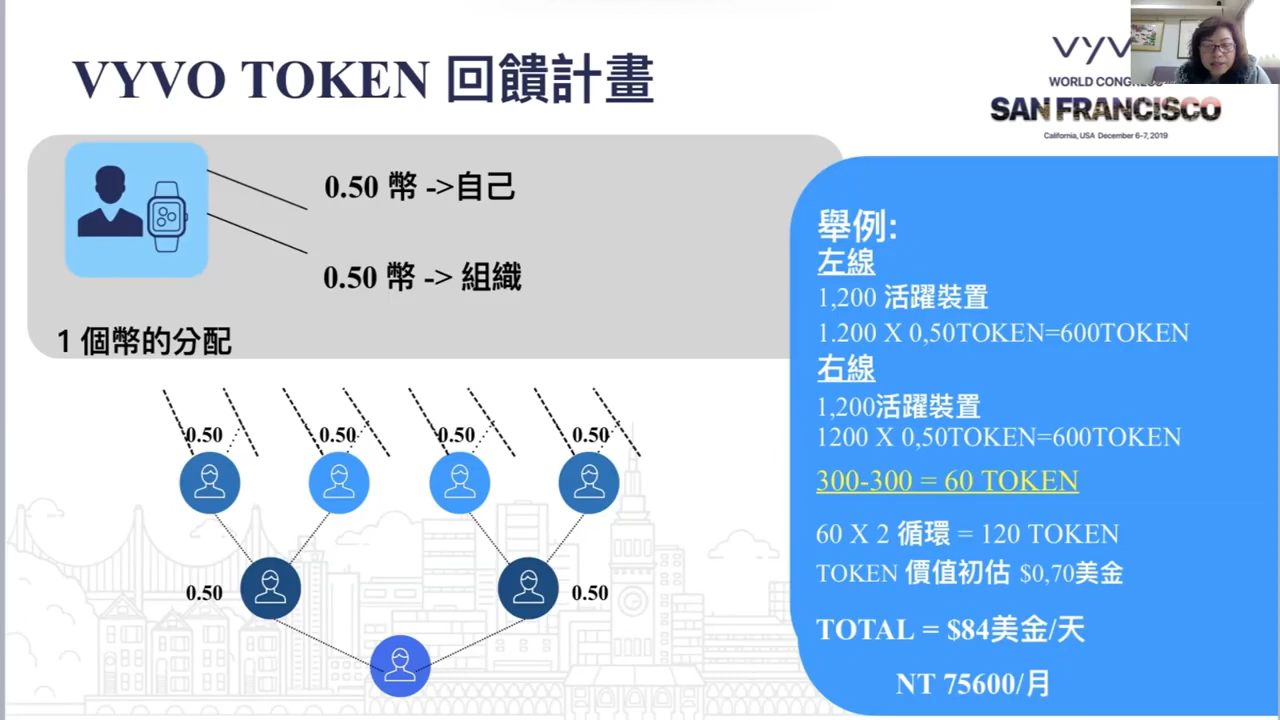 VYVO TOKEN 回饋計畫
VYV
WORLD CONGRESS
SAN FRANCISCO
California, USA December 6-7, 2019
0.50 幣 ->自己
0.50 幣 -> 組織
1 個幣的分配
0.50
0.50
0.50
0.50
0.50
0.50
舉例:
左線
1,200 活躍裝置
1.200 X 0,50TOKEN=600TOKEN
右線
1,200活躍裝置
1200 X 0,50TOKEN=600TOKEN
300-300 = 60 TOKEN
60 X 2 循環 = 120 TOKEN
TOKEN 價值初估 $0,70美金
TOTAL = $84美金/天
NT 75600/月